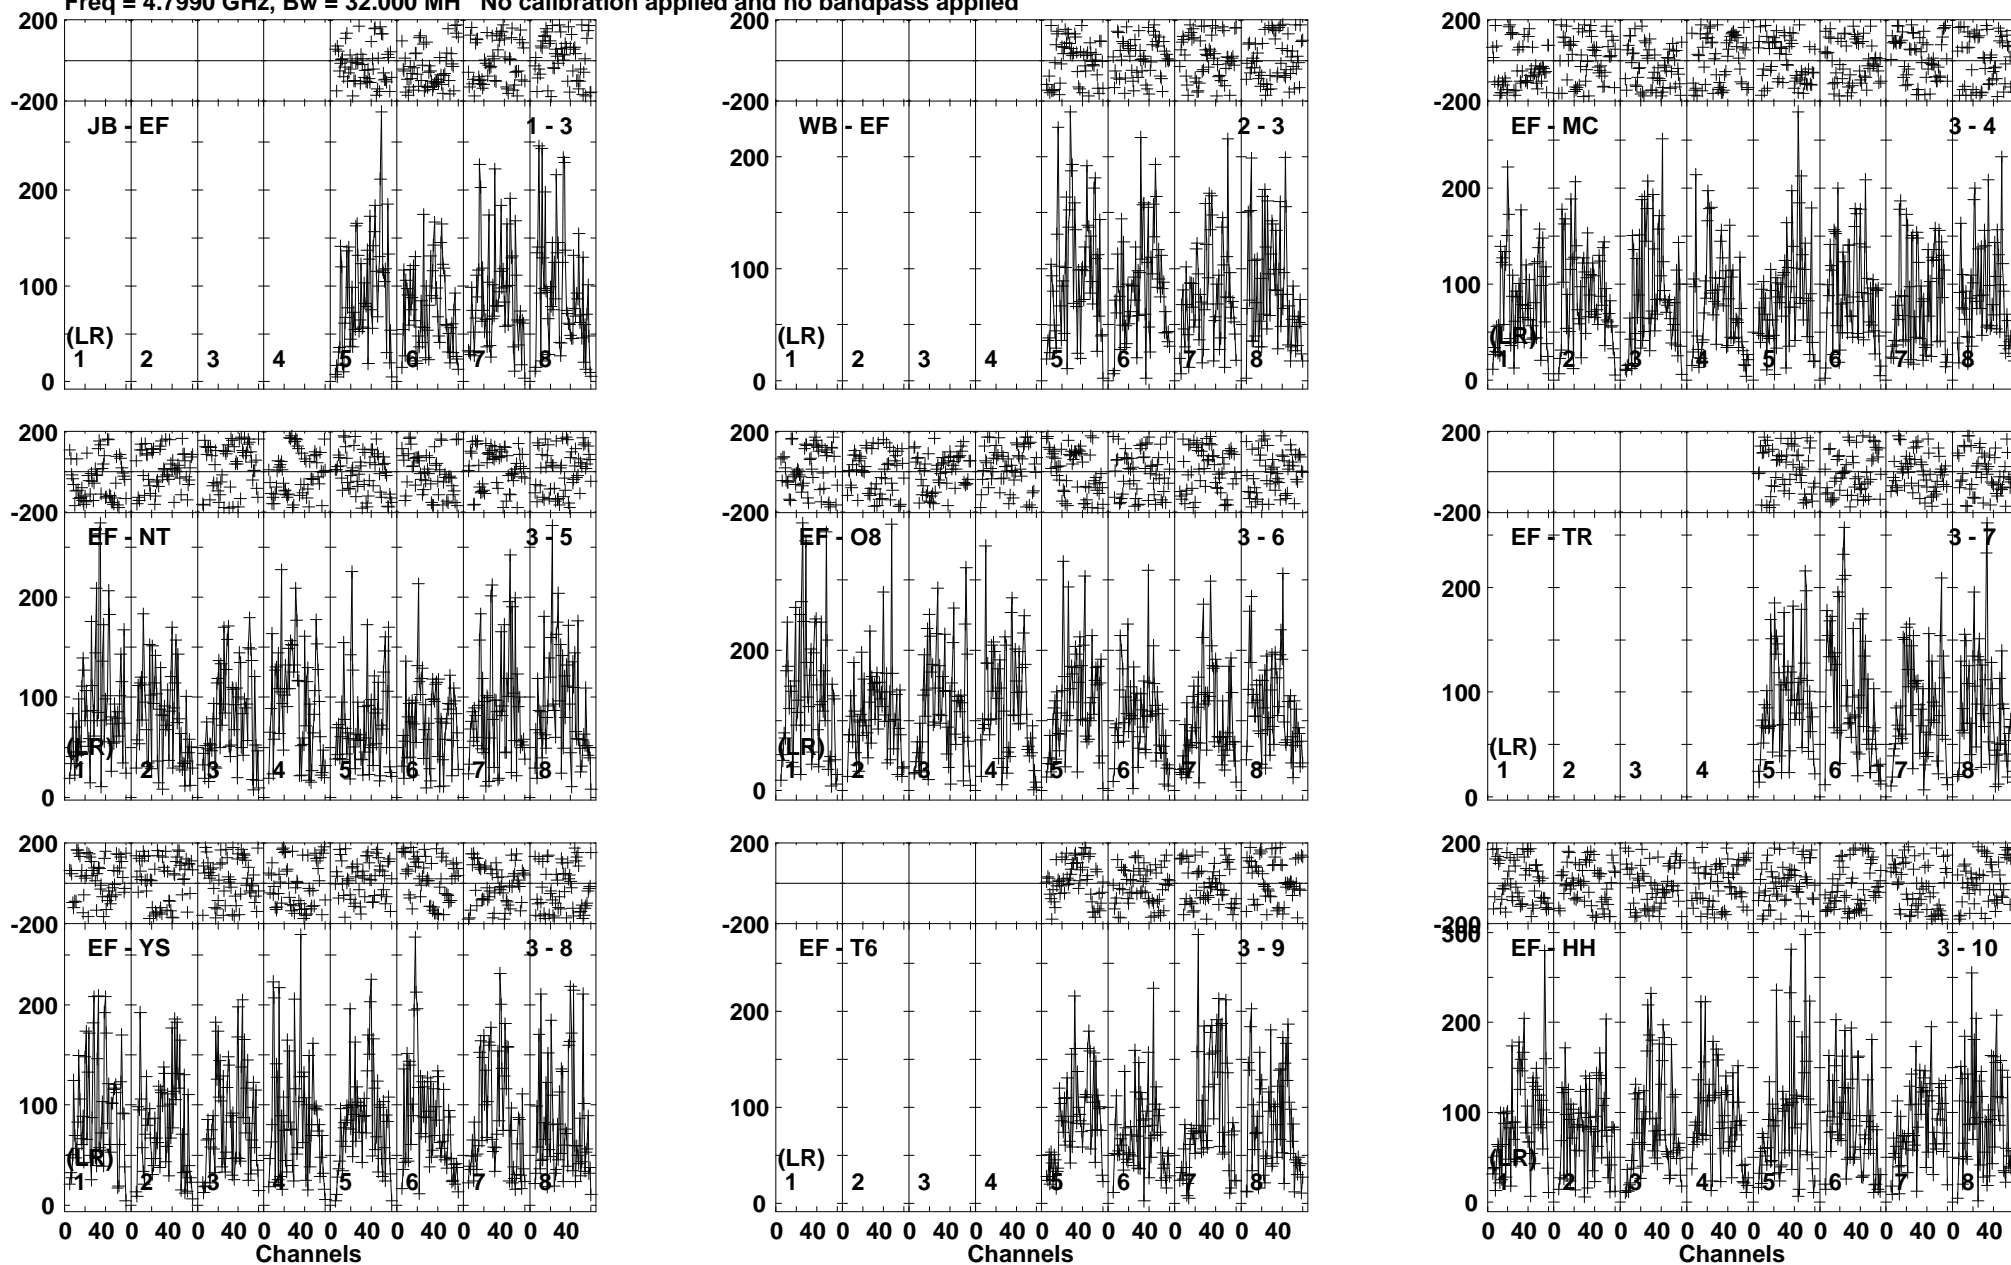 Freq = 4.7990 GHz, Bw = 32.000 MH No calibration applied and no bandpass applied
200
-200
JB - EF 1 - 3
200
100
0
(LR)
1 2 3 4 5 6 7 8
200
-200
WB - EF 2 - 3
200
100
0
(LR)
1 2 3 4 5 6 7 8
200
-200
EF - MC 3 - 4
200
100
0
(LR)
1 2 3 4 5 6 7 8
200
-200
EF - NT 3 - 5
200
100
0
(LR)
1 2 3 4 5 6 7 8
200
-200
EF - O8 3 - 6
200
0
(LR)
1 2 3 4 5 6 7 8
200
-200
EF - TR 3 - 7
200
100
0
(LR)
1 2 3 4 5 6 7 8
200
-200
EF - YS 3 - 8
200
100
0
(LR)
1 2 3 4 5 6 7 8
0 40 0 40 0 40 0 40 0 40 0 40 0 40 0 40
Channels
200
-200
EF - T6 3 - 9
200
100
0
(LR)
1 2 3 4 5 6 7 8
0 40 0 40 0 40 0 40 0 40 0 40 0 40 0 40
Channels
200
-200
300
EF - HH 3 - 10
200
100
0
(LR)
1 2 3 4 5 6 7 8
0 40 0 40 0 40 0 40 0 40 0 40 0 40 0 40
Channels